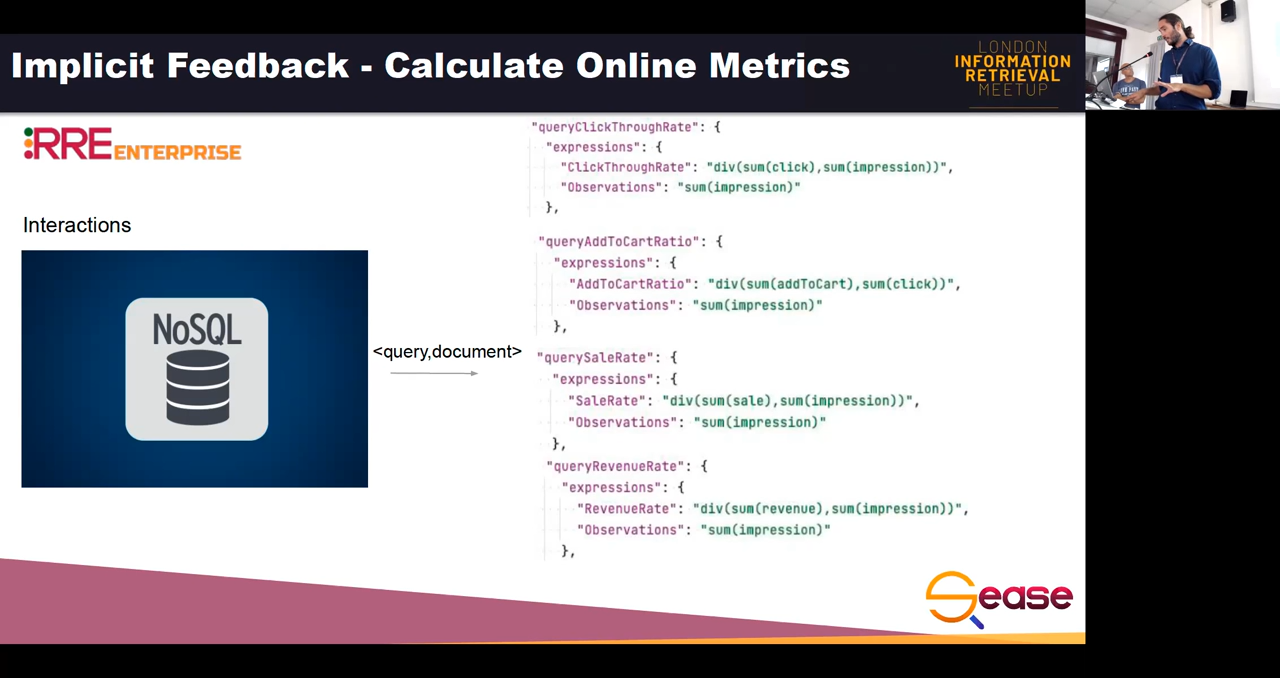 Implicit Feedback - Calculate Online Metrics
LONDON
INFORMATION
RETRIEVAL
MEETUP
RRE ENTERPRISE
Interactions
NoSQL
<query,document>
"queryClickThroughRate": {
"expressions": {
"ClickThroughRate": "div(sum(click),sum(impression))",
"Observations": "sum(impression)"
},
"queryAddToCartRatio": {
"expressions": {
"AddToCartRatio": "div(sum(addToCart),sum(click))",
"Observations": "sum(impression)"
},
"querySaleRate": {
"expressions": {
"SaleRate": "div(sum(sale),sum(impression))",
"Observations": "sum(impression)"
},
"queryRevenueRate": {
"expressions": {
"RevenueRate": "div(sum(revenue),sum(impression))",
"Observations": "sum(impression)"
},
Sease